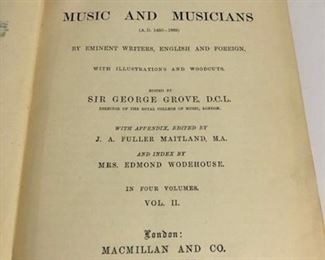 MUSIC AND MUSICIANS
(A.D. 1450-1889)
BY EMINENT WRITERS, ENGLISH AND FOREIGN.
WITH ILLUSTRATIONS AND WOODCUTS.
EDITED BY
SIR GEORGE GROVE, D.C.L.
DIRECTOR OF THE ROYAL COLLEGE OF MUSIC, LONDON.
WITH APPENDIX, EDITED BY
J. A. FULLER MAITLAND, M.A.
AND INDEX BY
MRS. EDMOND WODEHOUSE.
IN FOUR VOLUMES.
VOL. II.
London:
MACMILLAN AND CO.